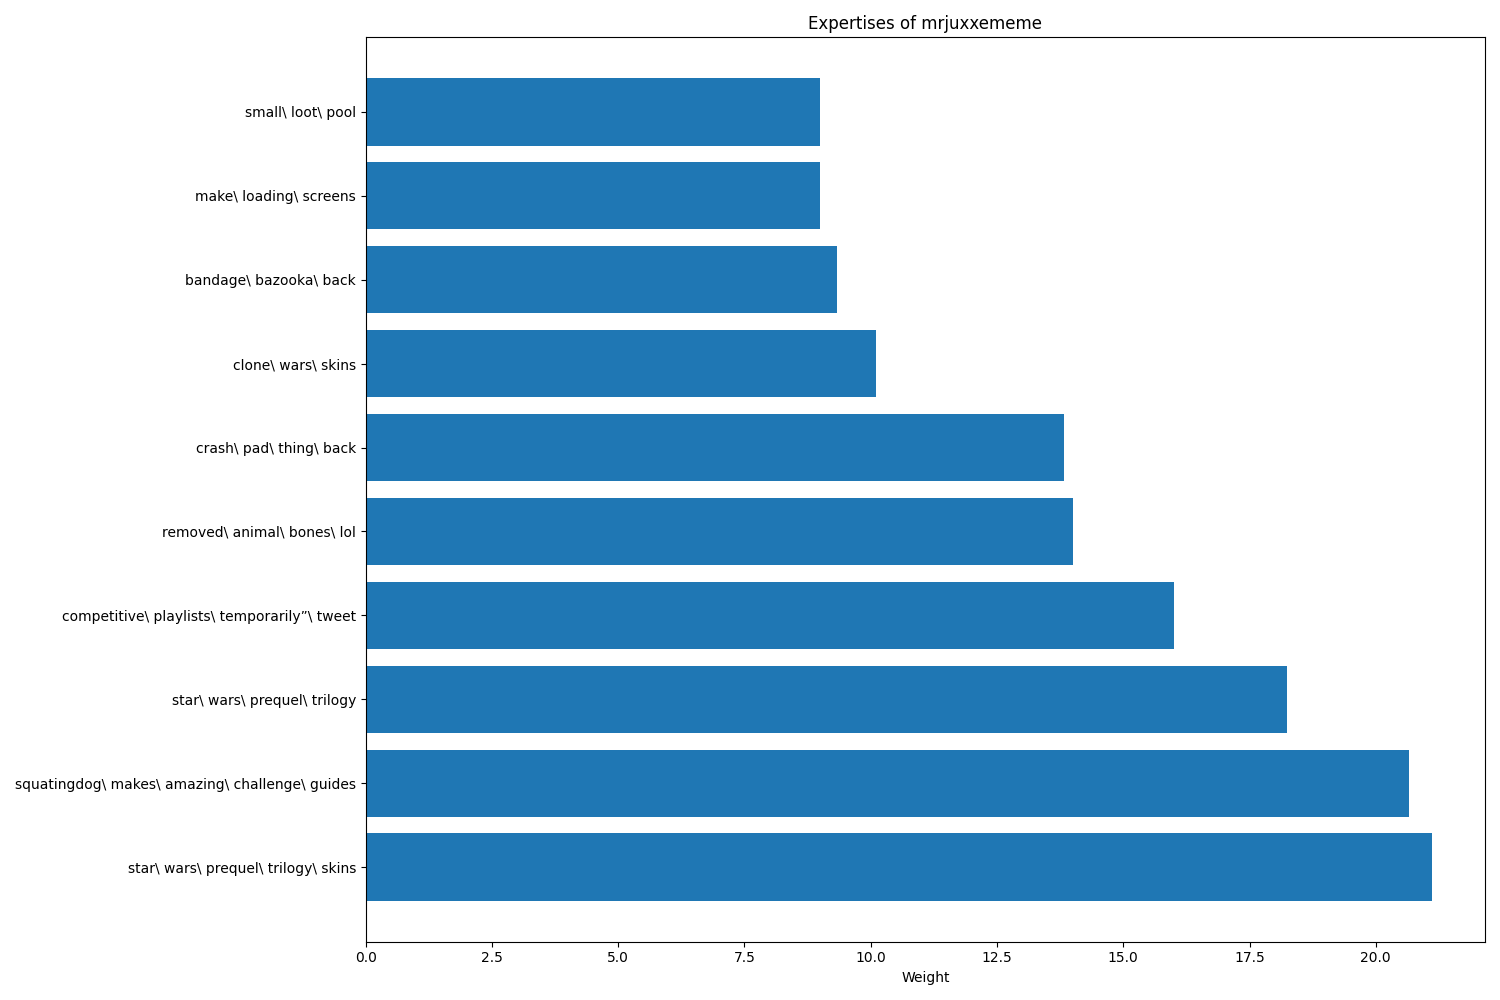 Expertises of mrjuxxememe
small\ loot\ pool
make\ loading\ screens
bandage\ bazooka\ back
clone\ wars\ skins
crash\ pad\ thing\ back
removed\ animal\ bones\ lol
competitive\ playlists\ temporarily”\ tweet
star\ wars\ prequel\ trilogy
squatingdog\ makes\ amazing\ challenge\ guides
star\ wars\ prequel\ trilogy\ skins
0.0 2.5 5.0 7.5 10.0 12.5 15.0 17.5 20.0
Weight